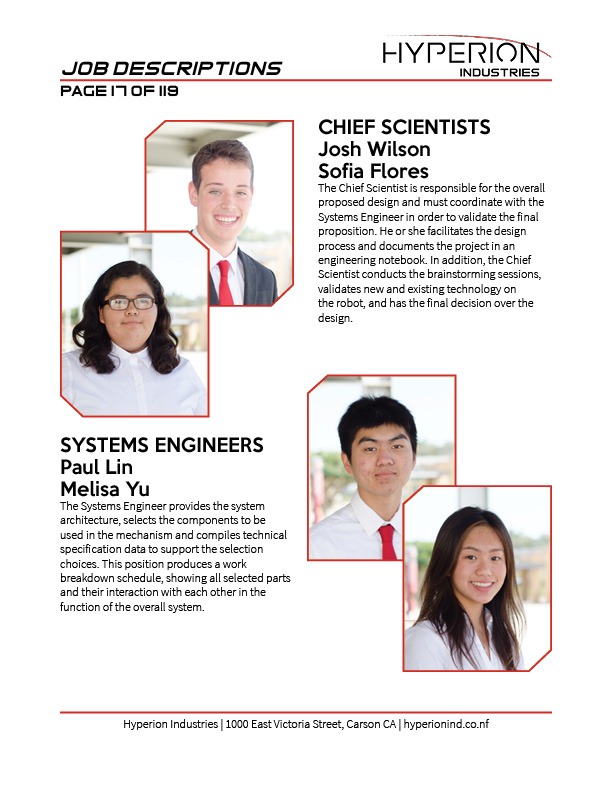 JOB DESCRIPTIONS
HYPERION
INDUSTRIES
PAGE 17 OF 119
CHIEF SCIENTISTS
Josh Wilson
Sofia Flores
The Chief Scientist is responsible for the overall
proposed design and must coordinate with the
Systems Engineer in order to validate the final
proposition. He or she facilitates the design
process and documents the project in an
engineering notebook. In addition, the Chief
Scientist conducts the brainstorming sessions,
validates new and existing technology on
the robot, and has the final decision over the
design.
SYSTEMS ENGINEERS
Paul Lin
Melisa Yu
The Systems Engineer provides the system
architecture, selects the components to be
used in the mechanism and compiles technical
specification data to support the selection
choices. This position produces a work
breakdown schedule, showing all selected parts
and their interaction with each other in the
function of the overall system.
Hyperion Industries | 1000 East Victoria Street, Carson CA | hyperionind.co.nf